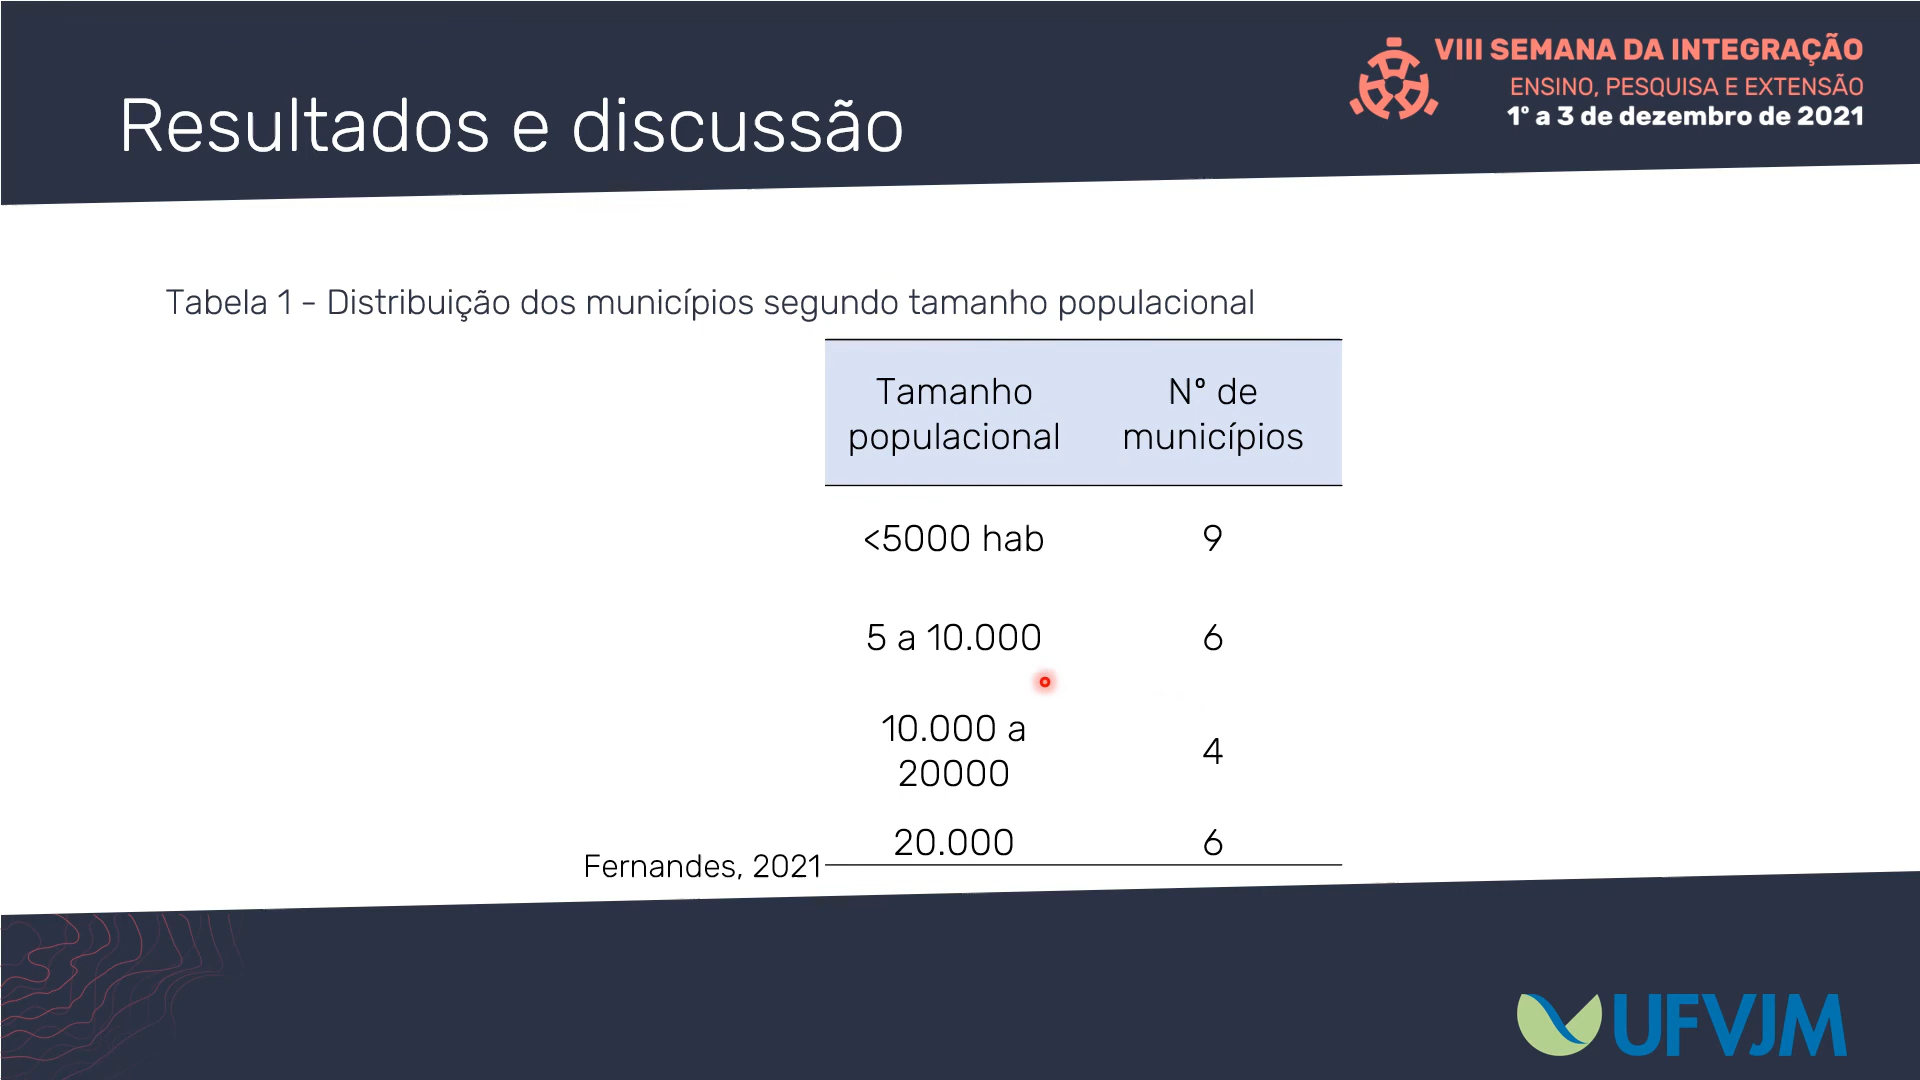 VIII SEMANA DA INTEGRAÇÃO
ENSINO, PESQUISA E EXTENSÃO
1º a 3 de dezembro de 2021
Resultados e discussão
Tabela 1 - Distribuição dos municípios segundo tamanho populacional
Tamanho populacional Nº de municípios
<5000 hab 9
5 a 10.000 6
10.000 a 20000 4
20.000 6
Fernandes, 2021
UFVJM